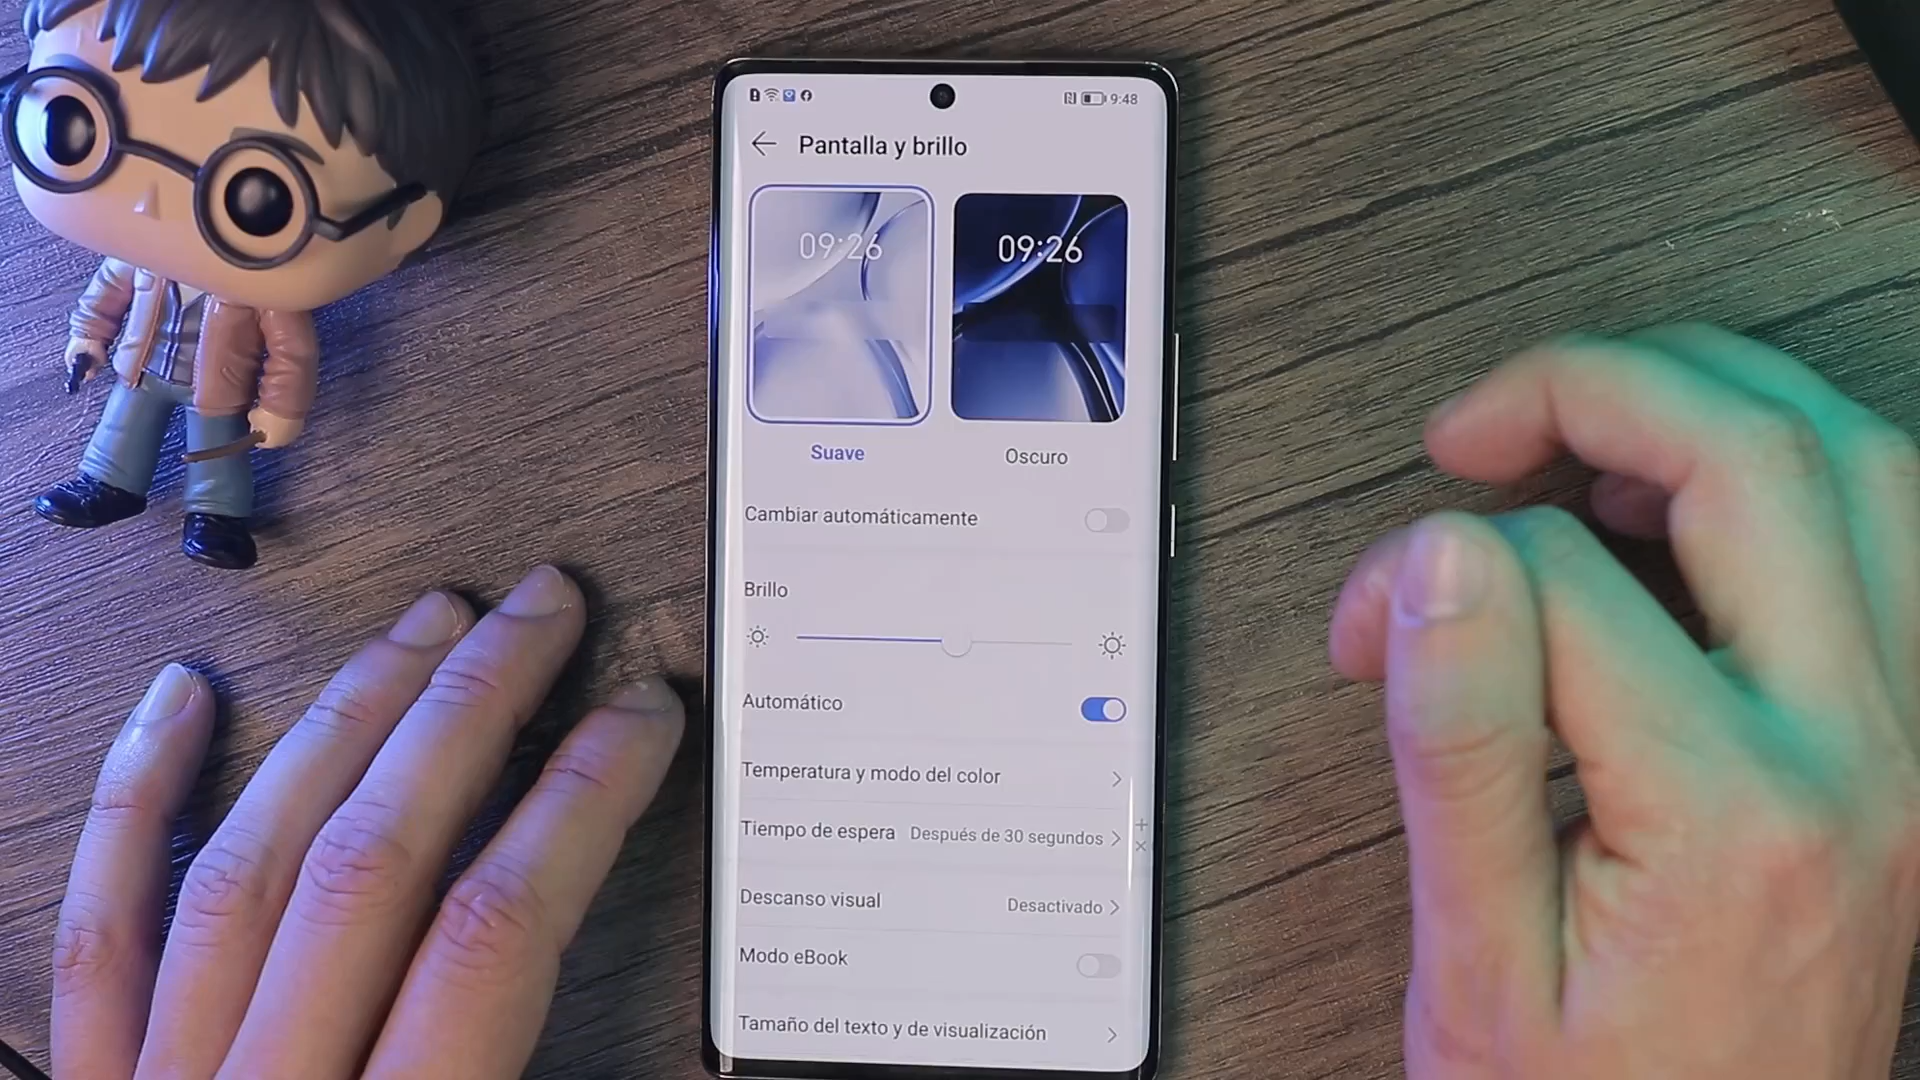 9:48
Pantalla y brillo
09:26
09:26
Suave
Oscuro
Cambiar automáticamente
Brillo
Automático
Temperatura y modo del color
Tiempo de espera Después de 30 segundos
Descanso visual Desactivado
Modo eBook
Tamaño del texto y de visualización